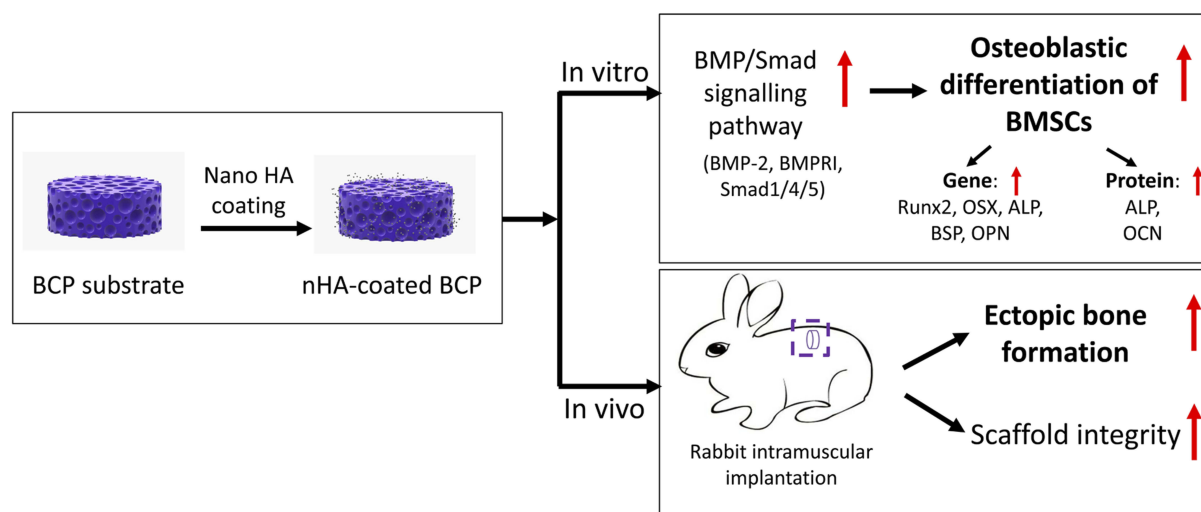 Nano HA
coating
BCP substrate
nHA-coated BCP
In vitro
In vivo
BMP/Smad
signalling
pathway
(BMP-2, BMPRI,
Smad1/4/5)
Osteoblastic
differentiation of
BMSCs
Gene:
Runx2, OSX, ALP,
BSP, OPN
Protein:
ALP,
OCN
Rabbit intramuscular
implantation
Ectopic bone
formation
Scaffold integrity